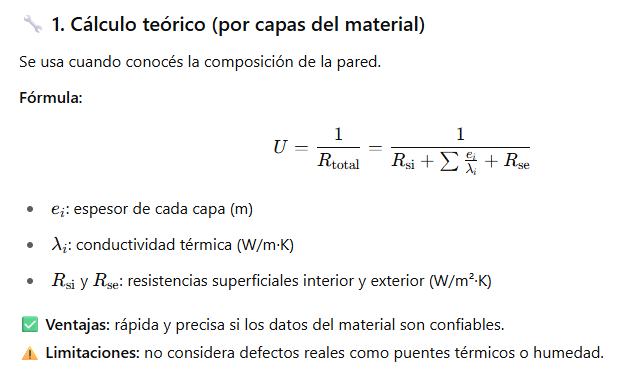 🔧 1. Cálculo teórico (por capas del material)
Se usa cuando conocés la composición de la pared.
Fórmula:
U = 1/R_total = 1/(R_si + ∑ e_i/λ_i + R_se)
• e_i: espesor de cada capa (m)
• λ_i: conductividad térmica (W/m·K)
• R_si y R_se: resistencias superficiales interior y exterior (W/m²·K)
✅ Ventajas: rápida y precisa si los datos del material son confiables.
⚠️ Limitaciones: no considera defectos reales como puentes térmicos o humedad.